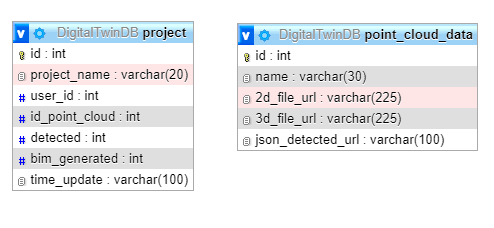 v DigitalTwinDB project
id : int
project_name : varchar(20)
# user_id : int
# id_point_cloud : int
# detected : int
# bim_generated : int
time_update : varchar(100)
v DigitalTwinDB point_cloud_data
id : int
name : varchar(30)
2d_file_url : varchar(225)
3d_file_url : varchar(225)
json_detected_url : varchar(100)